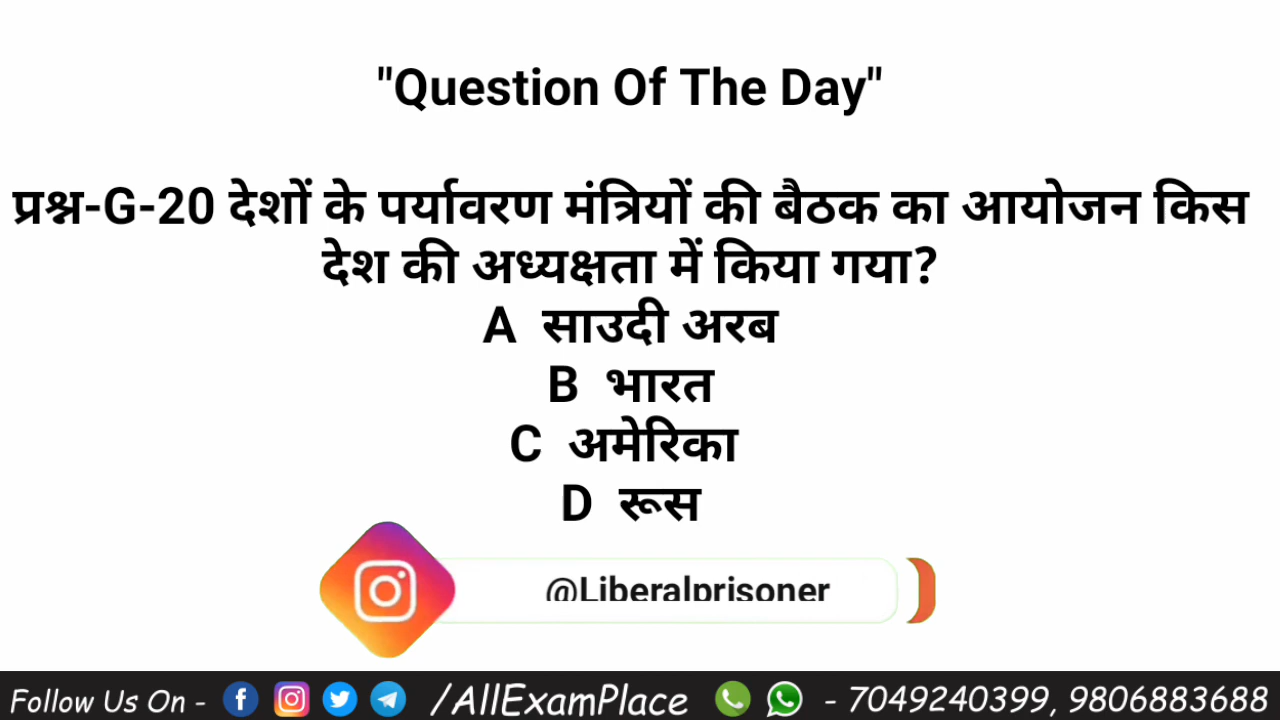 "Question Of The Day"
प्रश्न-G-20 देशों के पर्यावरण मंत्रियों की बैठक का आयोजन किस
देश की अध्यक्षता में किया गया?
A साउदी अरब
B भारत
C अमेरिका
D रूस
@Liberalprisoner
Follow Us On - /AllExamPlace - 7049240399, 9806883688